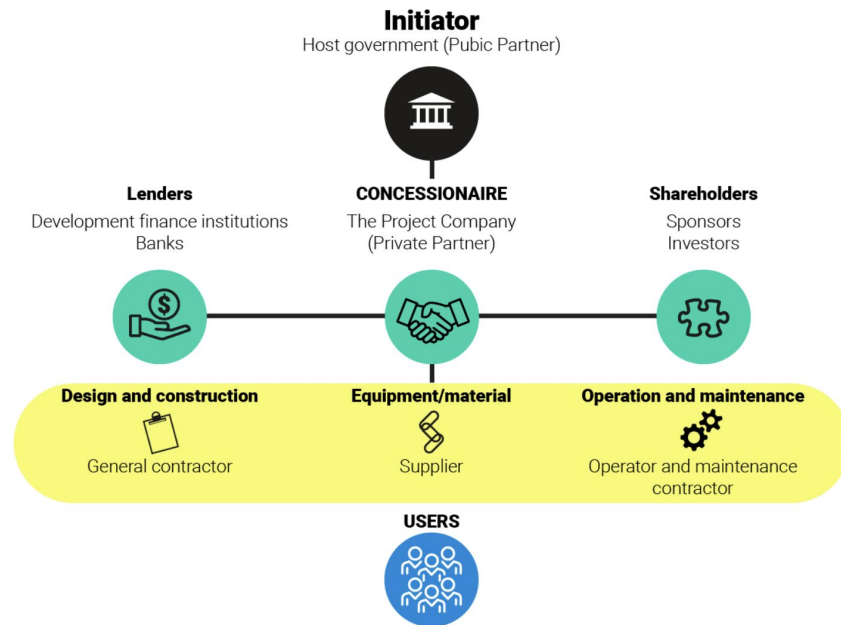 Initiator
Host government (Pubic Partner)
Lenders
Development finance institutions
Banks
CONCESSIONAIRE
The Project Company
(Private Partner)
Shareholders
Sponsors
Investors
$
Design and construction
General contractor
Equipment/material
Supplier
Operation and maintenance
Operator and maintenance
contractor
USERS